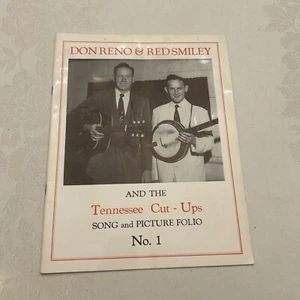 DON RENO & RED SMILEY
AND THE
Tennessee Cut - Ups
SONG and PICTURE FOLIO
No. 1